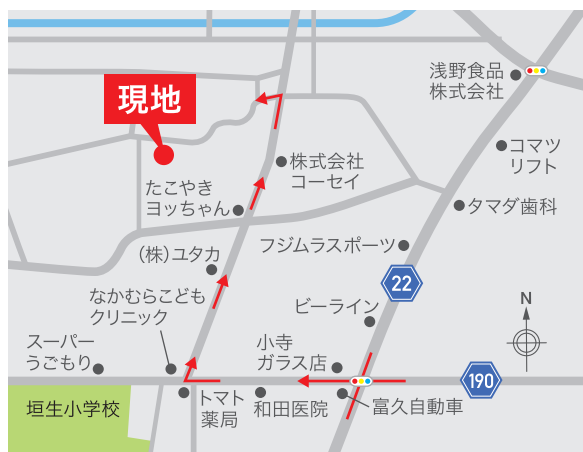 浅野食品
株式会社
現地
コマツ
リフト
株式会社
コーセイ
たこやき
ヨッちゃん
タマダ歯科
フジムラスポーツ
(株)ユタカ
22
なかむらこども
クリニック
ビーライン
N
スーパー
うごもり
小寺
ガラス店
190
垣生小学校
トマト
薬局
和田医院
富久自動車